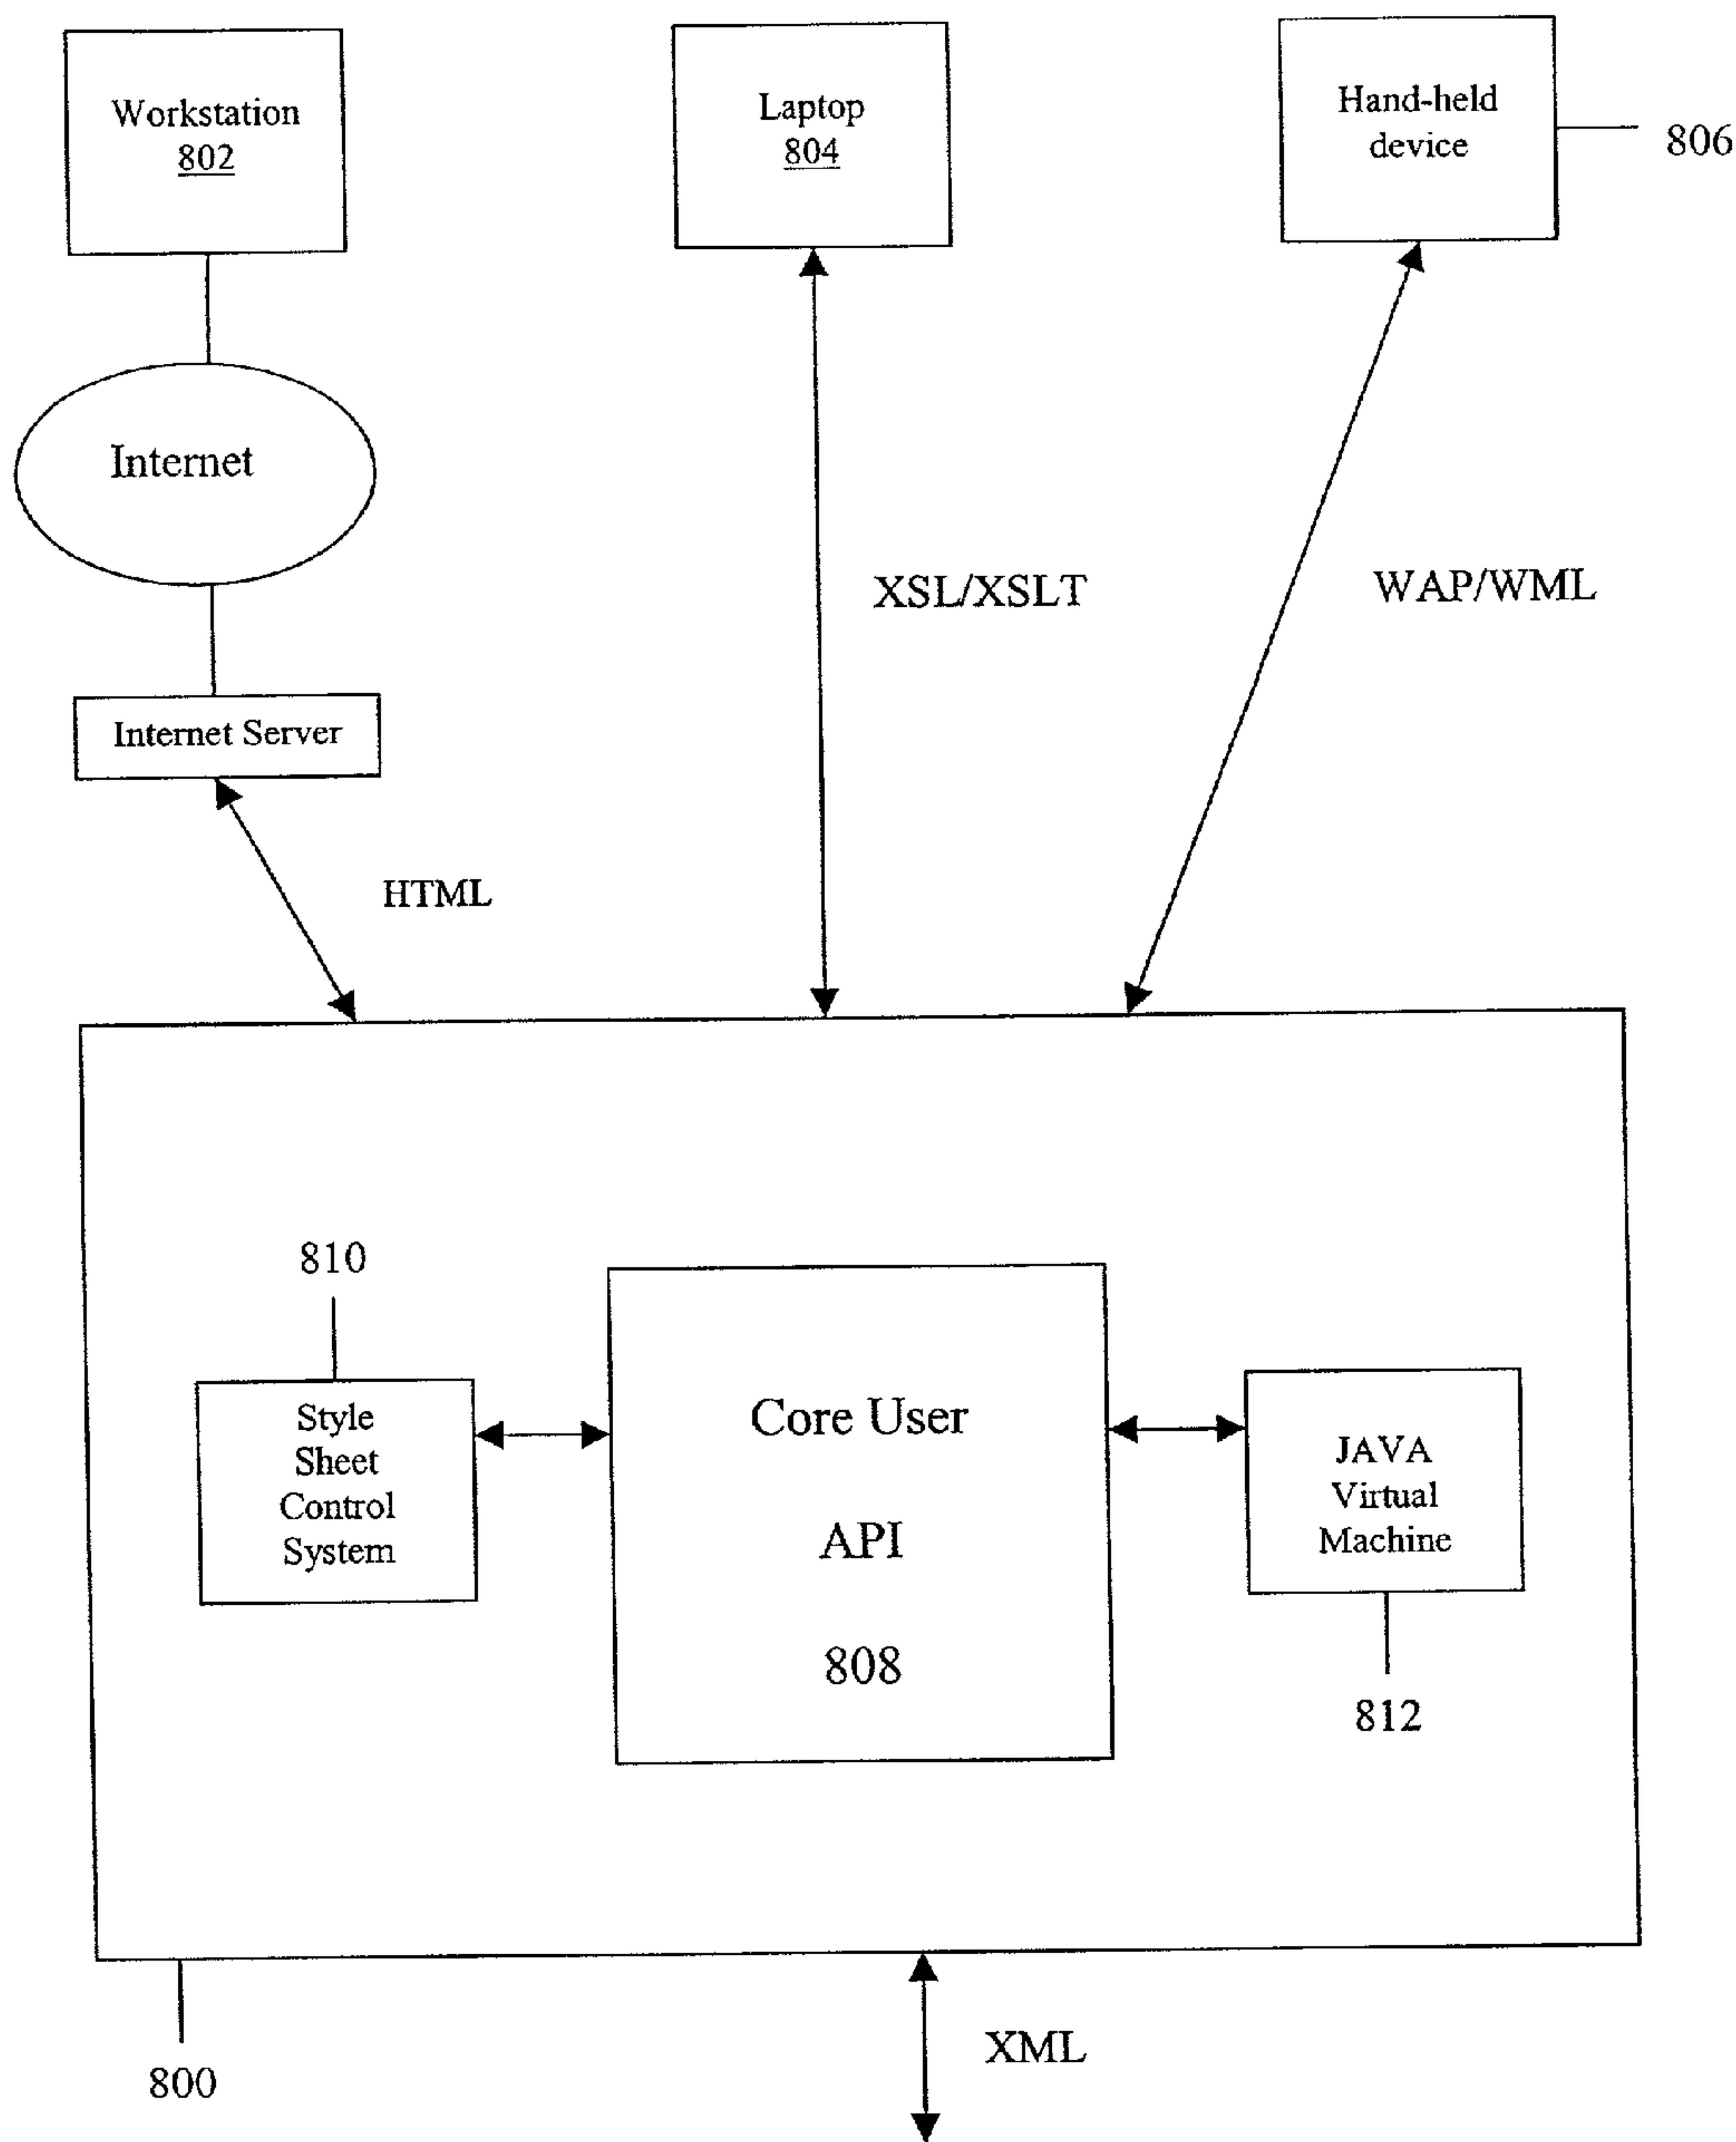 Workstation
802
Laptop
804
Hand-held
device
806
Internet
XSL/XSLT
WAP/WML
Internet Server
HTML
810
Style
Sheet
Control
System
Core User
API
808
JAVA
Virtual
Machine
812
800
XML